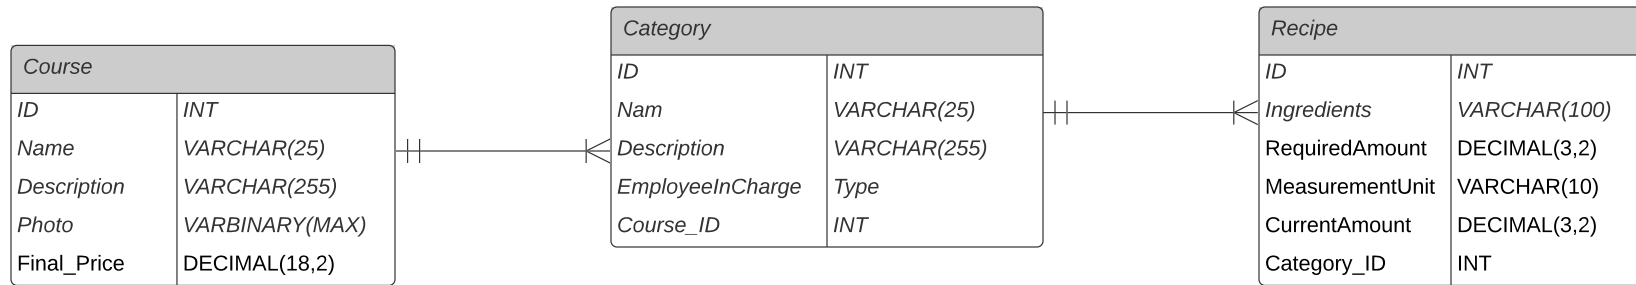 Course
ID INT
Name VARCHAR(25)
Description VARCHAR(255)
Photo VARBINARY(MAX)
Final_Price DECIMAL(18,2)
Category
ID INT
Nam VARCHAR(25)
Description VARCHAR(255)
EmployeeInCharge Type
Course_ID INT
Recipe
ID INT
Ingredients VARCHAR(100)
RequiredAmount DECIMAL(3,2)
MeasurementUnit VARCHAR(10)
CurrentAmount DECIMAL(3,2)
Category_ID INT